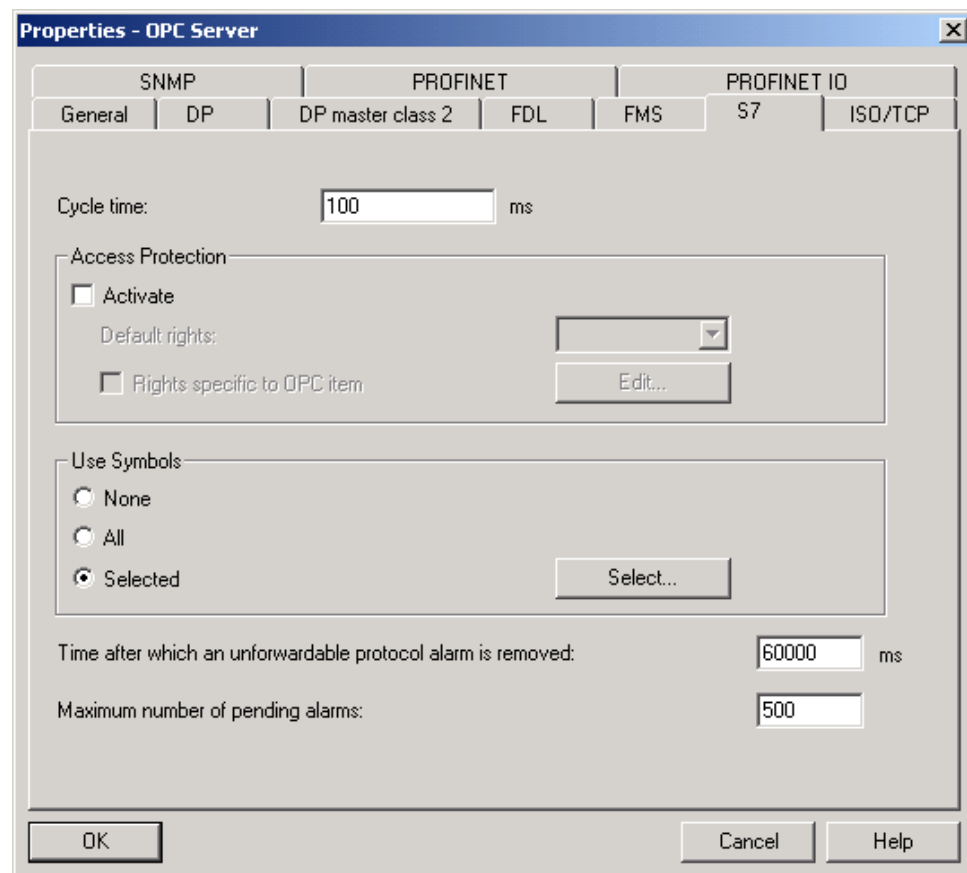 Properties - OPC Server
SNMP PROFINET PROFINET IO
General DP DP master class 2 FDL FMS S7 ISO/TCP
Cycle time: 100 ms
Access Protection
Activate
Default rights:
Rights specific to OPC item Edit...
Use Symbols
None
All
Selected Select...
Time after which an unforwardable protocol alarm is removed: 60000 ms
Maximum number of pending alarms: 500
OK Cancel Help